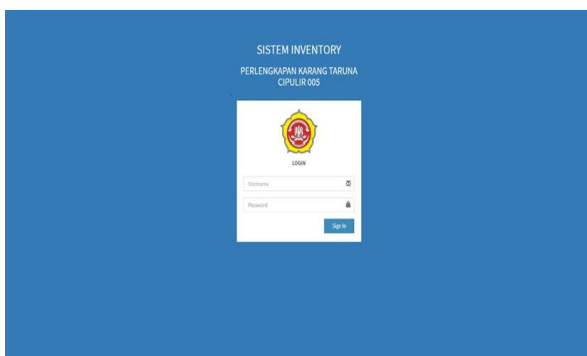 SISTEM INVENTORY
PERLENGKAPAN KARANG TARUNA
CIPULIR 005
LOGIN
Username
Password
Sign In